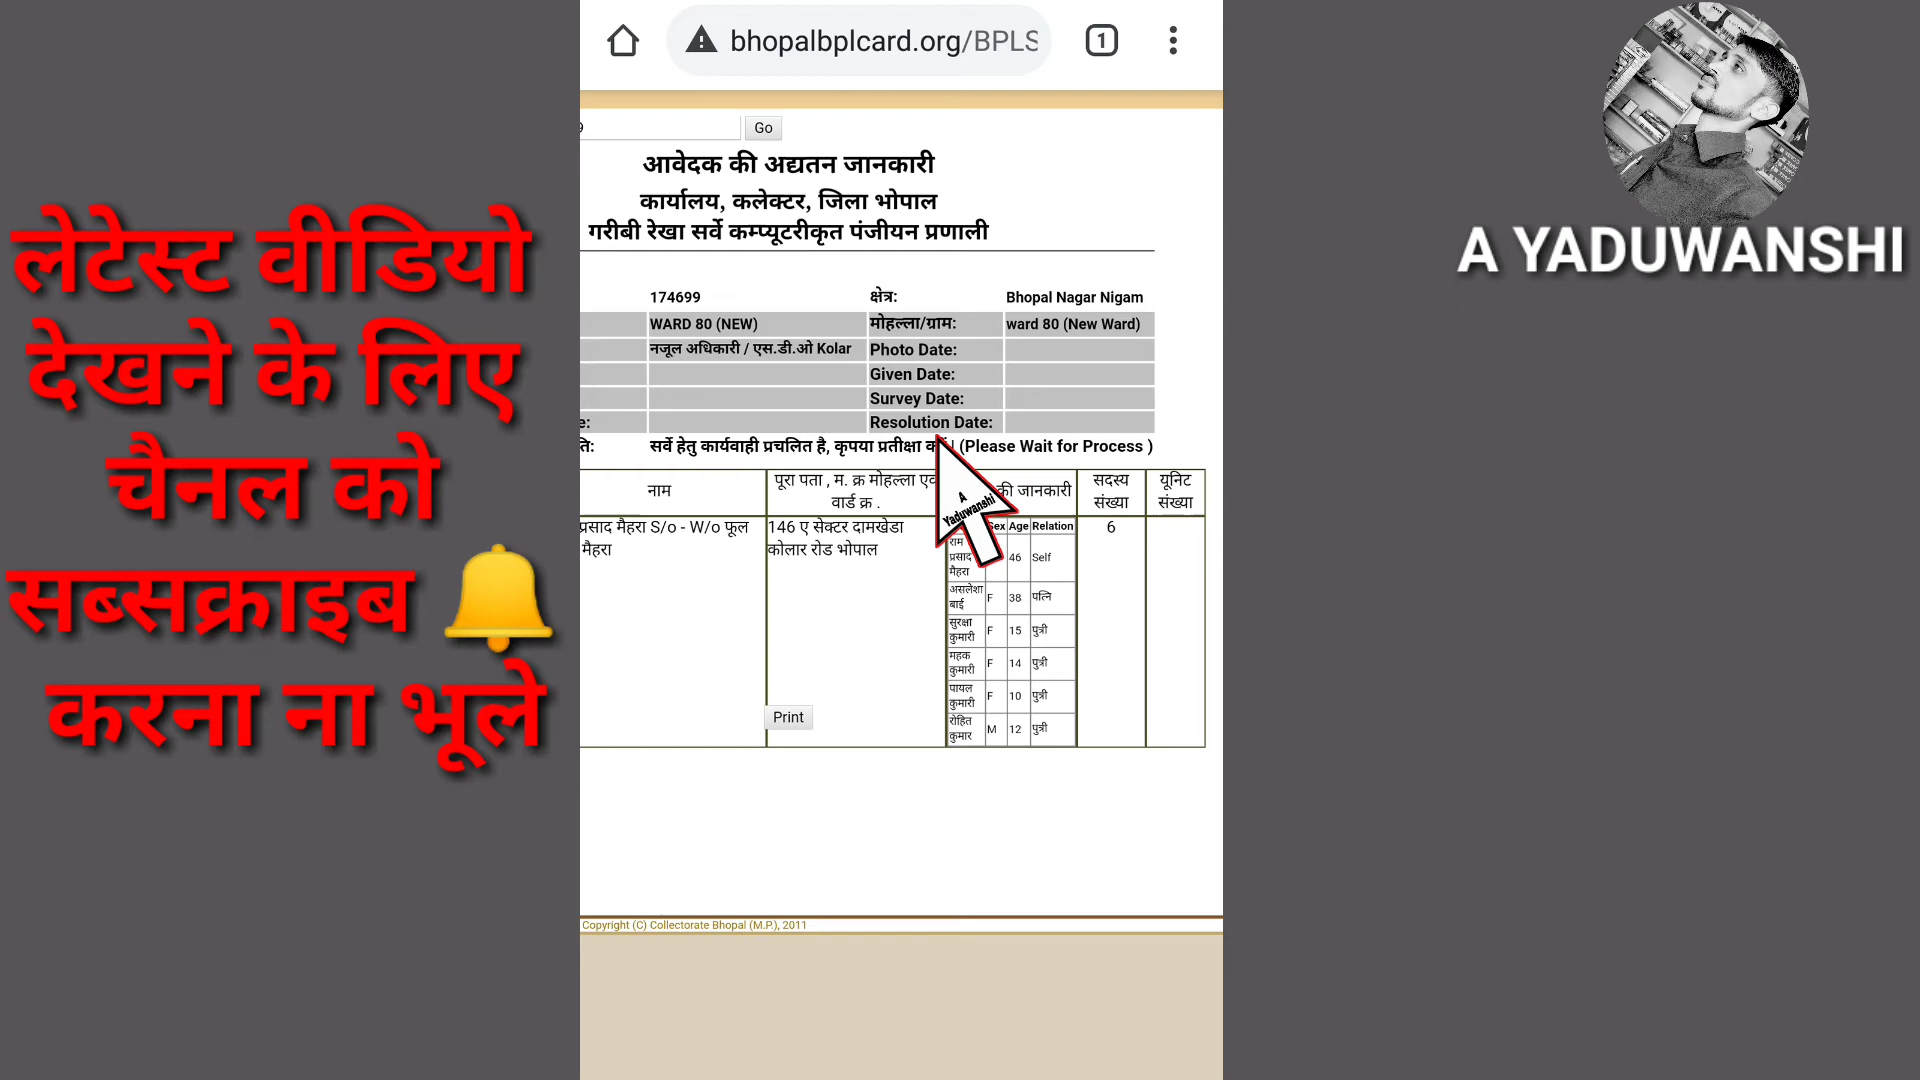 लेटेस्ट वीडियो
देखने के लिए
चैनल को
सब्सक्राइब 🔔
करना ना भूले
bhopalbplcard.org/BPLS
1
9
Go
आवेदक की अद्यतन जानकारी
कार्यालय, कलेक्टर, जिला भोपाल
गरीबी रेखा सर्वे कम्प्यूटरीकृत पंजीयन प्रणाली
174699 क्षेत्र: Bhopal Nagar Nigam
WARD 80 (NEW) मोहल्ला/ग्राम: ward 80 (New Ward)
नजूल अधिकारी / एस.डी.ओ Kolar Photo Date:
Given Date:
Survey Date:
e: Resolution Date:
ति: सर्वे हेतु कार्यवाही प्रचलित है, कृपया प्रतीक्षा (Please Wait for Process )
नाम
पूरा पता , म. क्र मोहल्ला
वार्ड क्र .
की जानकारी
सदस्य
संख्या
यूनिट
संख्या
प्रसाद मैहरा S/o - W/o फूल
मैहरा
146 ए सेक्टर दामखेडा
कोलार रोड भोपाल
Age Relation
राम
प्रसाद
मैहरा
46 Self
असलेशा
बाई
F 38 पत्नि
सुरक्षा
कुमारी
F 15 पुत्री
महक
कुमारी
F 14 पुत्री
पायल
कुमारी
F 10 पुत्री
रोहित
कुमार
M 12 पुत्री
6
A
Yaduwanshi
Print
Copyright (C) Collectorate Bhopal (M.P.), 2011
A YADUWANSHI